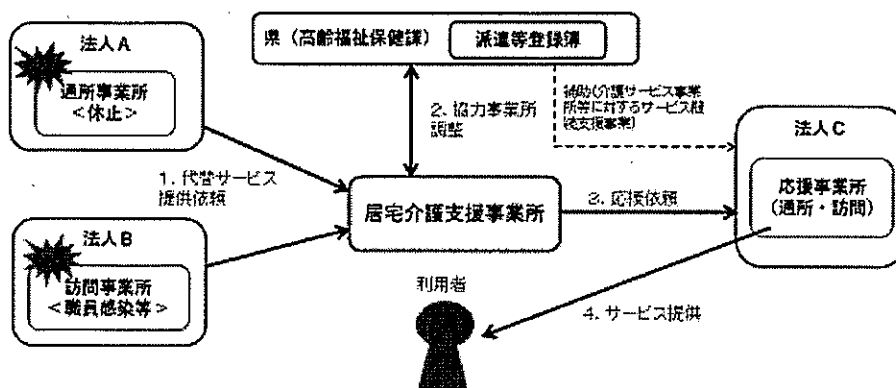 法人A
通所事業所
<休止>
県(高齢福祉保健課)
派遣等登録簿
2.協力事業所
調整
補助(介護サービス事業
所等に対するサービス継
続支援事業)
法人C
応援事業所
(通所・訪問)
1.代替サービス
提供依頼
居宅介護支援事業所
3.応援依頼
法人B
訪問事業所
<職員感染等>
利用者
4.サービス提供